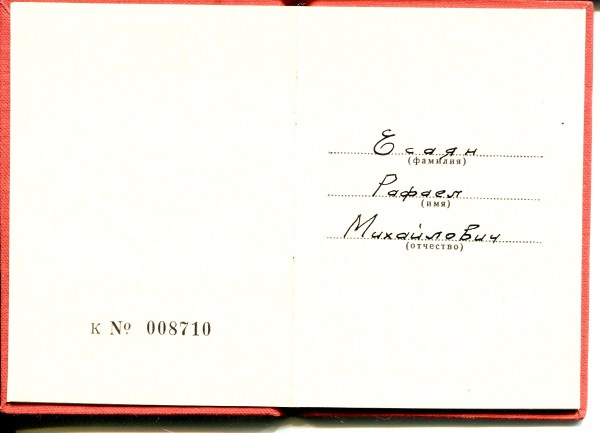 К № 008710
Есаян
(фамилия)
Рафаел
(имя)
Михайлович
(отчество)